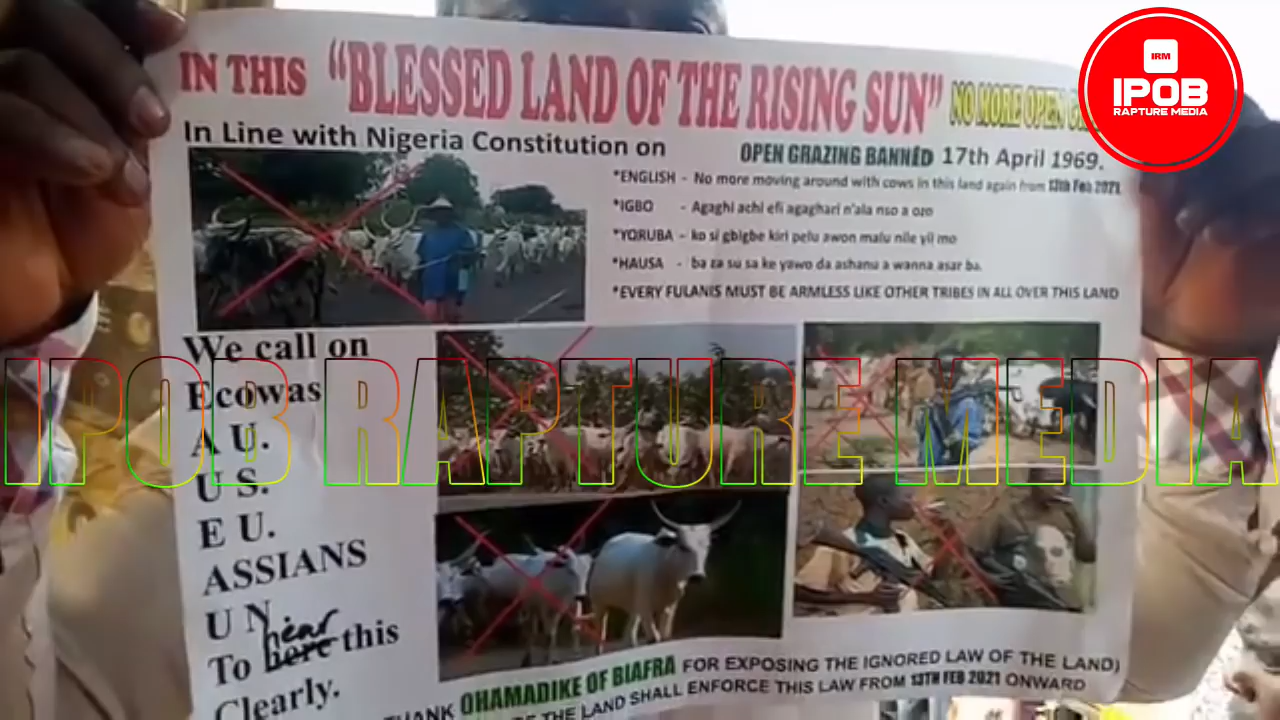 IN THIS "BLESSED LAND OF THE RISING SUN" NO MORE OPEN
In Line with Nigeria Constitution on OPEN GRAZING BANNED 17th April 1969.
*ENGLISH - No more moving around with cows in this land again from 13th Feb 2021
*IGBO - Agaghi achi efi agaghari n'ala nso a ozo
*YORUBA - ko si gbigbe kiri pelu awon malu nile yii mo
*HAUSA - ba za su sa ke yawo da ashanu a wanna asar ba.
*EVERY FULANIS MUST BE ARMLESS LIKE OTHER TRIBES IN ALL OVER THIS LAND
We call on
Ecowas
A U.
U S.
E U.
ASSIANS
U N
To here hear this
Clearly.
THANK OHAMADIKE OF BIAFRA FOR EXPOSING THE IGNORED LAW OF THE LAND)
THE LAND SHALL ENFORCE THIS LAW FROM 13TH FEB 2021 ONWARD
IRM
IPOB
RAPTURE MEDIA
IPOB RAPTURE MEDIA